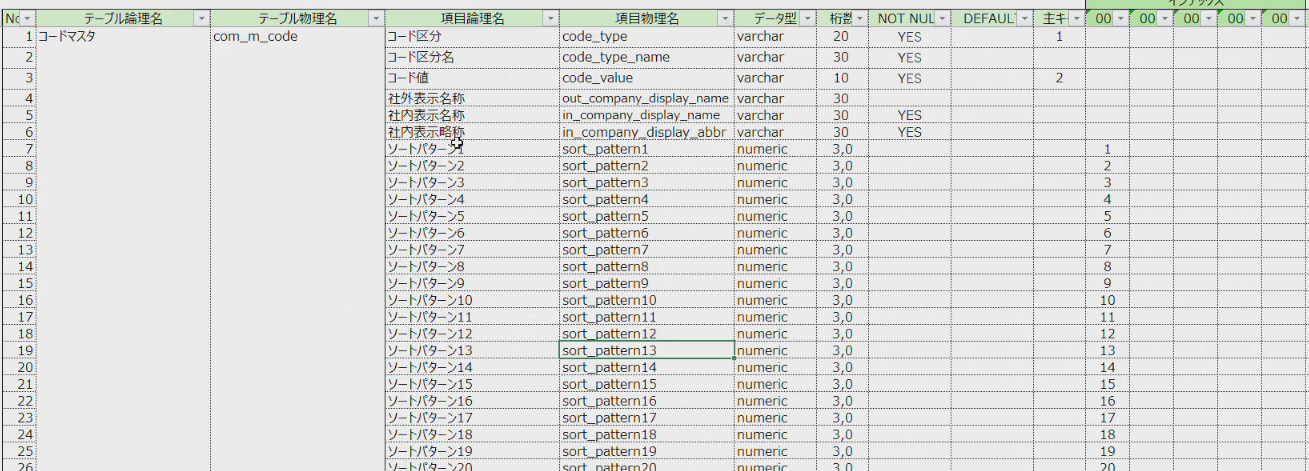 インデックス
No テーブル論理名 テーブル物理名 項目論理名 項目物理名 データ型 桁数 NOT NUL DEFAUL 主キ 00 00 00 00 00
1 コードマスタ com_m_code コード区分 code_type varchar 20 YES 1
2 コード区分名 code_type_name varchar 30 YES
3 コード値 code_value varchar 10 YES 2
4 社外表示名称 out_company_display_name varchar 30
5 社内表示名称 in_company_display_name varchar 30 YES
6 社内表示略称 in_company_display_abbr varchar 30 YES
7 ソートパターン1 sort_pattern1 numeric 3,0 1
8 ソートパターン2 sort_pattern2 numeric 3,0 2
9 ソートパターン3 sort_pattern3 numeric 3,0 3
10 ソートパターン4 sort_pattern4 numeric 3,0 4
11 ソートパターン5 sort_pattern5 numeric 3,0 5
12 ソートパターン6 sort_pattern6 numeric 3,0 6
13 ソートパターン7 sort_pattern7 numeric 3,0 7
14 ソートパターン8 sort_pattern8 numeric 3,0 8
15 ソートパターン9 sort_pattern9 numeric 3,0 9
16 ソートパターン10 sort_pattern10 numeric 3,0 10
17 ソートパターン11 sort_pattern11 numeric 3,0 11
18 ソートパターン12 sort_pattern12 numeric 3,0 12
19 ソートパターン13 sort_pattern13 numeric 3,0 13
20 ソートパターン14 sort_pattern14 numeric 3,0 14
21 ソートパターン15 sort_pattern15 numeric 3,0 15
22 ソートパターン16 sort_pattern16 numeric 3,0 16
23 ソートパターン17 sort_pattern17 numeric 3,0 17
24 ソートパターン18 sort_pattern18 numeric 3,0 18
25 ソートパターン19 sort_pattern19 numeric 3,0 19
26 ソートパターン20 sort_pattern20 numeric 3,0 20